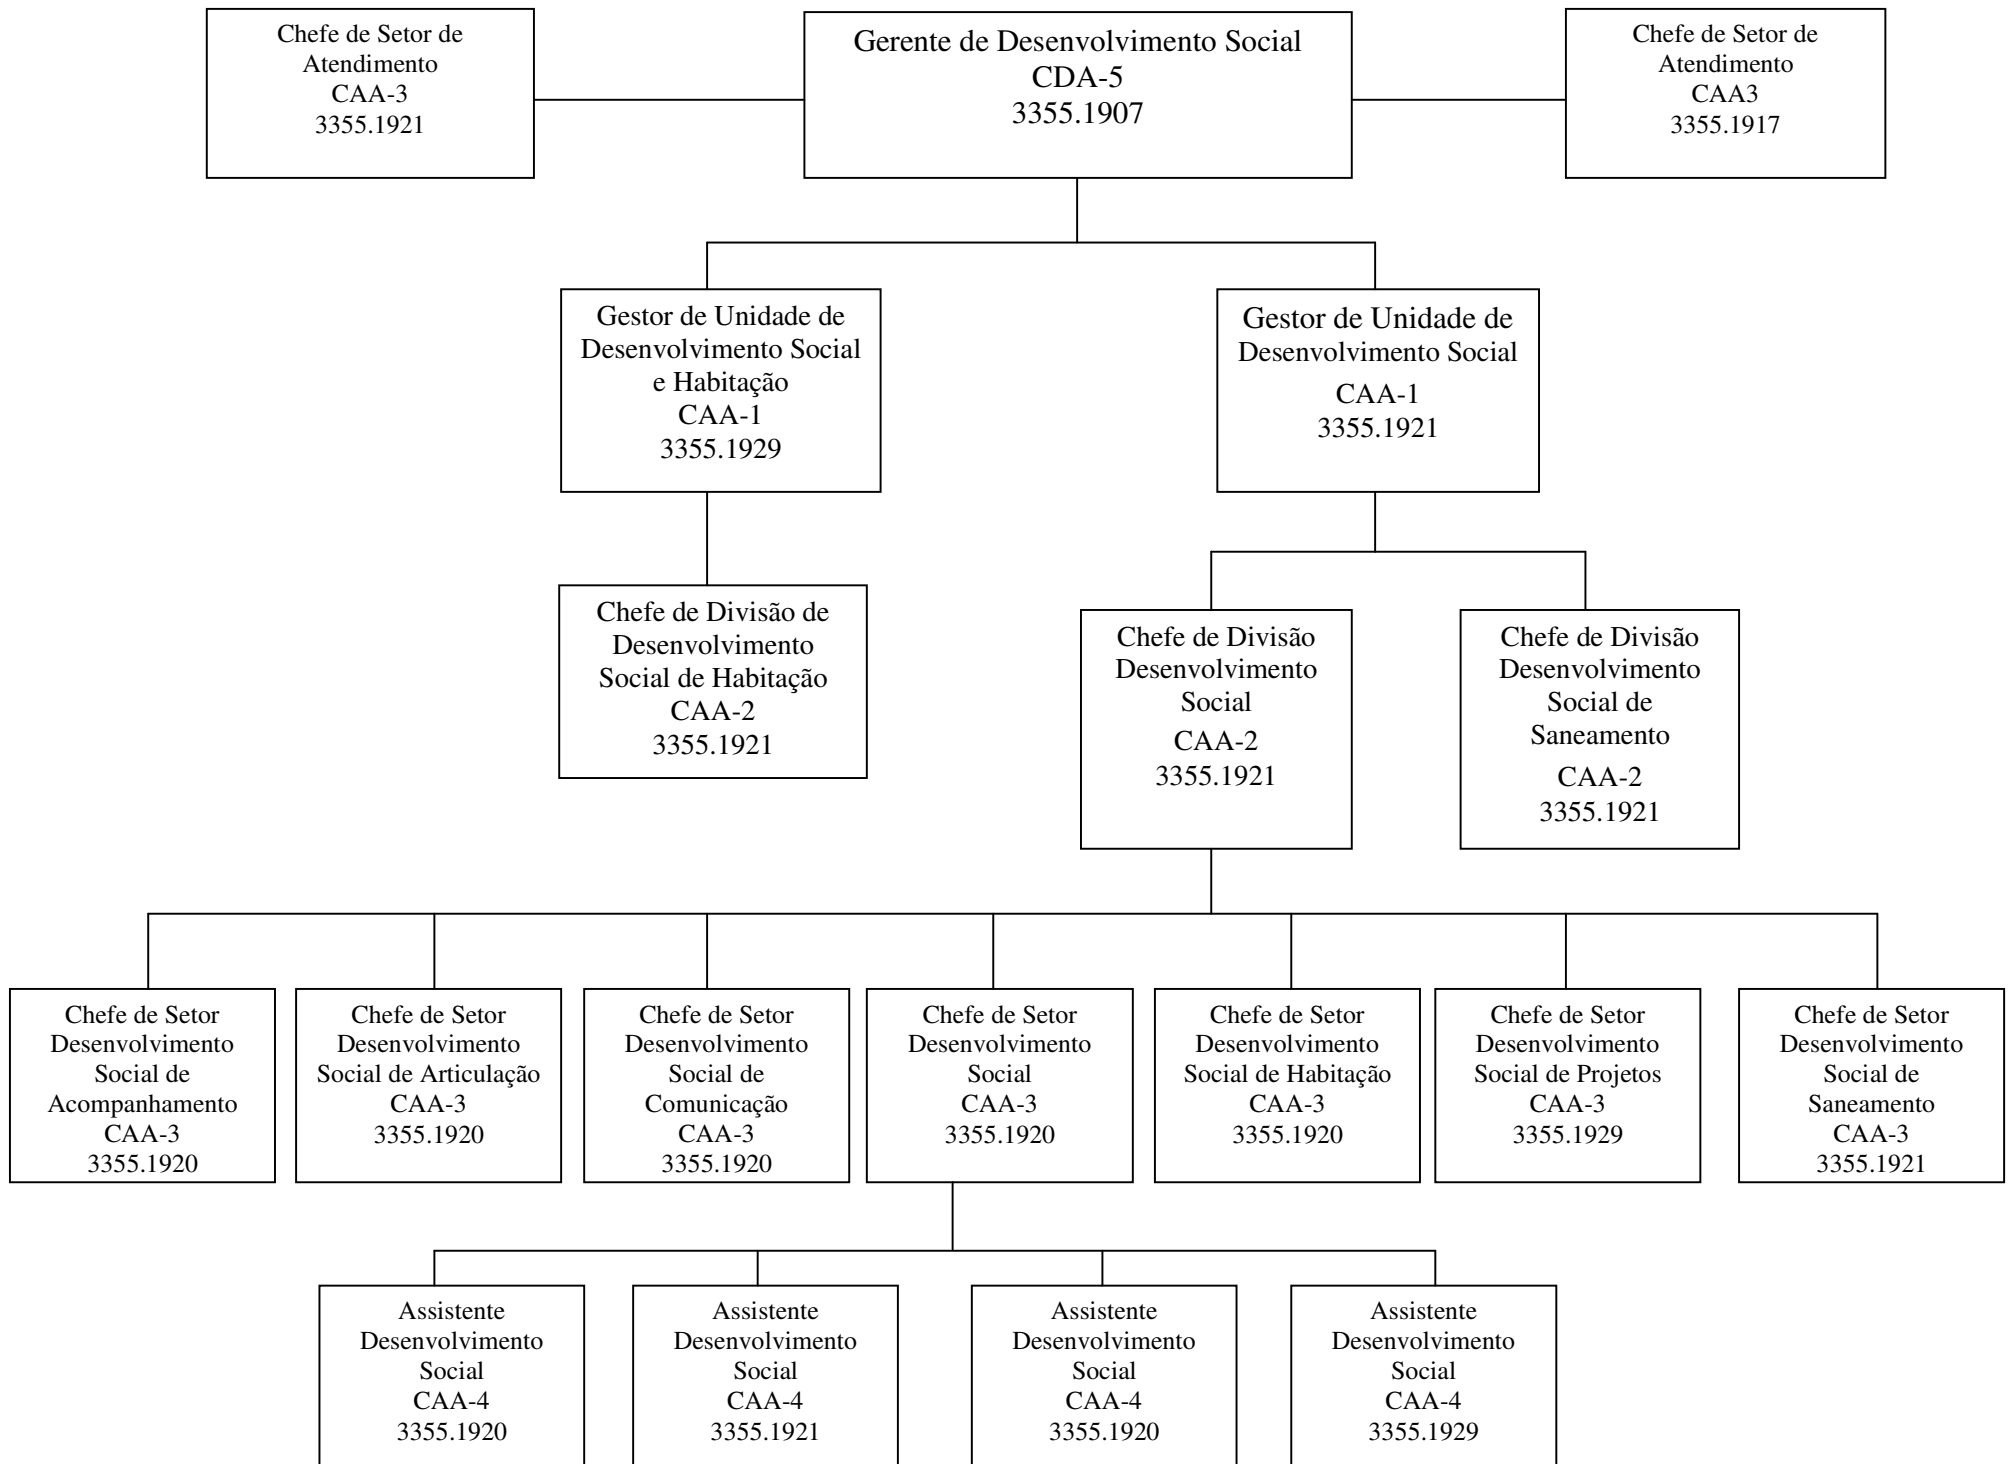 Chefe de Setor de
Atendimento
CAA-3
3355.1921
Gerente de Desenvolvimento Social
CDA-5
3355.1907
Chefe de Setor de
Atendimento
CAA3
3355.1917
Gestor de Unidade de
Desenvolvimento Social
e Habitação
CAA-1
3355.1929
Gestor de Unidade de
Desenvolvimento Social
CAA-1
3355.1921
Chefe de Divisão de
Desenvolvimento
Social de Habitação
CAA-2
3355.1921
Chefe de Divisão
Desenvolvimento
Social
CAA-2
3355.1921
Chefe de Divisão
Desenvolvimento
Social de
Saneamento
CAA-2
3355.1921
Chefe de Setor
Desenvolvimento
Social de
Acompanhamento
CAA-3
3355.1920
Chefe de Setor
Desenvolvimento
Social de Articulação
CAA-3
3355.1920
Chefe de Setor
Desenvolvimento
Social de
Comunicação
CAA-3
3355.1920
Chefe de Setor
Desenvolvimento
Social
CAA-3
3355.1920
Chefe de Setor
Desenvolvimento
Social de Habitação
CAA-3
3355.1920
Chefe de Setor
Desenvolvimento
Social de Projetos
CAA-3
3355.1929
Chefe de Setor
Desenvolvimento
Social de
Saneamento
CAA-3
3355.1921
Assistente
Desenvolvimento
Social
CAA-4
3355.1920
Assistente
Desenvolvimento
Social
CAA-4
3355.1921
Assistente
Desenvolvimento
Social
CAA-4
3355.1920
Assistente
Desenvolvimento
Social
CAA-4
3355.1929